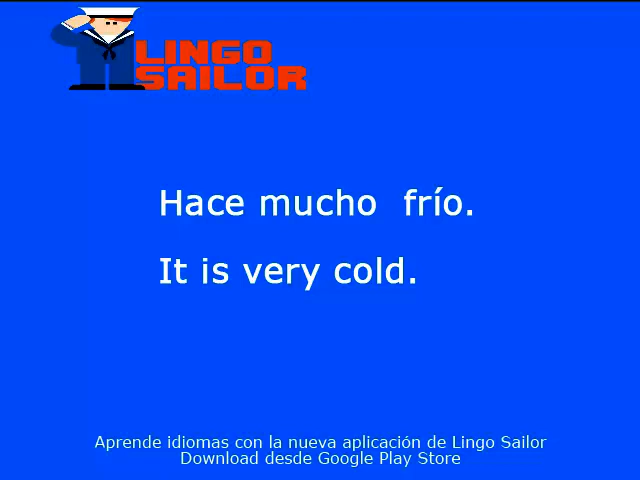 LINGO
SAILOR
Hace mucho  frío.
It is very cold.
Aprende idiomas con la nueva aplicación de Lingo Sailor
Download desde Google Play Store